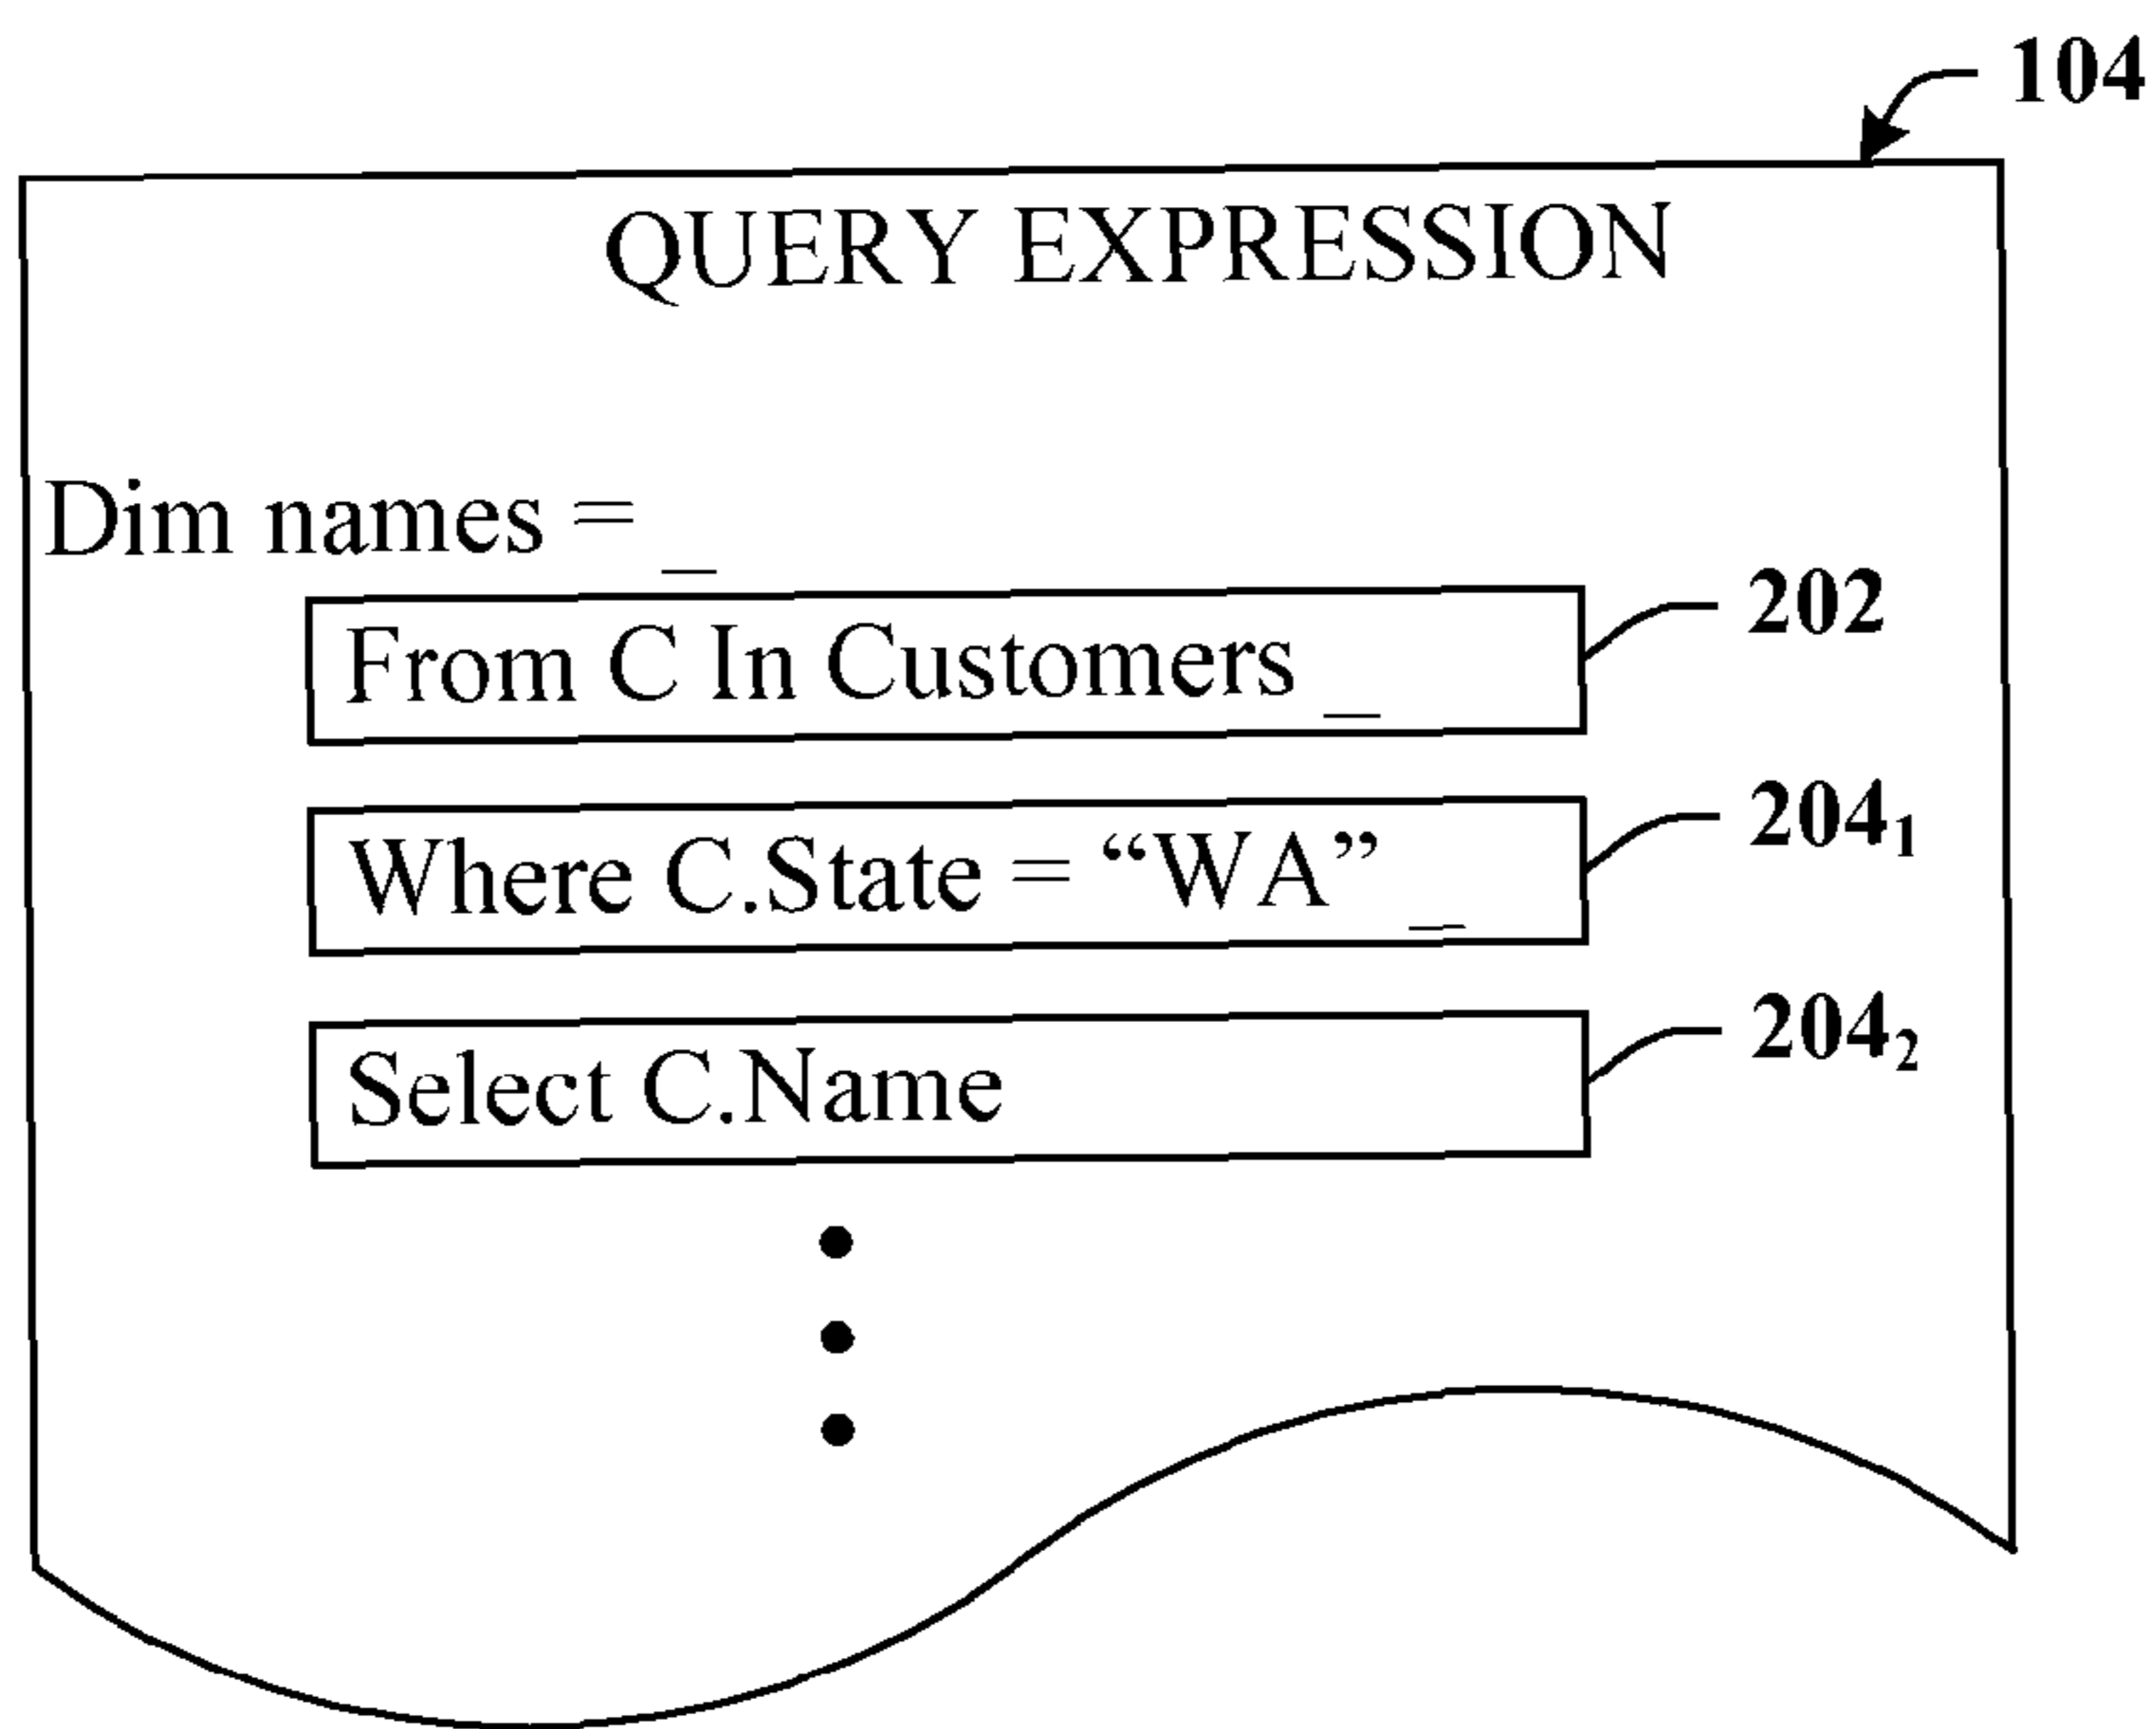 104
QUERY EXPRESSION
Dim names = _
From C In Customers _
202
Where C.State = “WA” _
204₁
Select C.Name
204₂